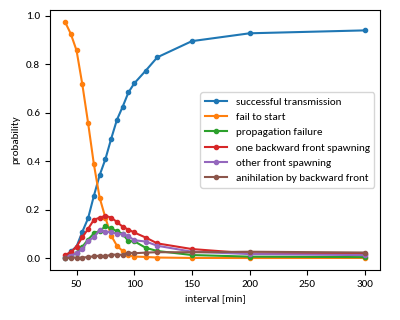 1.0
0.8
0.6
0.4
0.2
0.0
probability
successful transmission
fail to start
propagation failure
one backward front spawning
other front spawning
anihilation by backward front
50
100
150
200
250
300
interval [min]